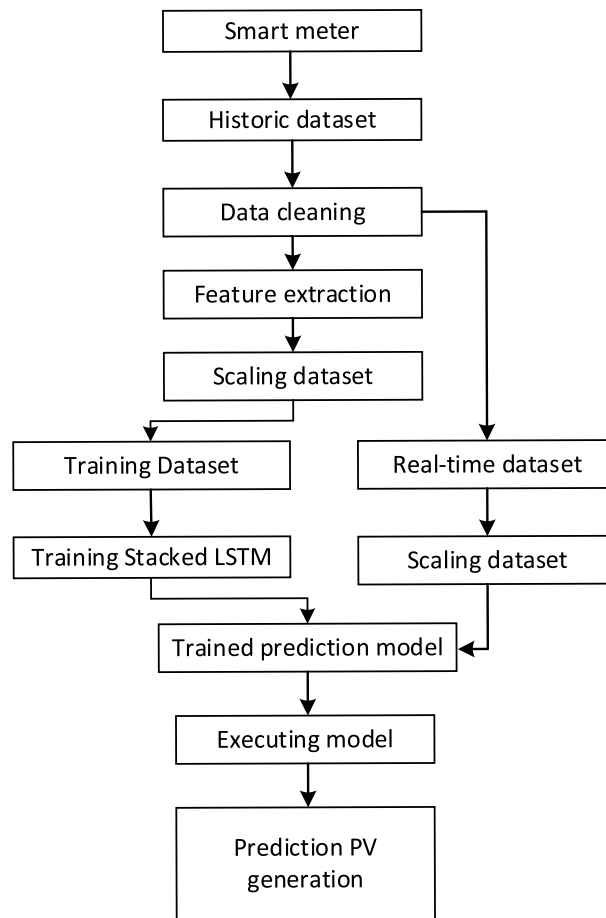 Smart meter
Historic dataset
Data cleaning
Feature extraction
Scaling dataset
Training Dataset
Real-time dataset
Training Stacked LSTM
Scaling dataset
Trained prediction model
Executing model
Prediction PV
generation